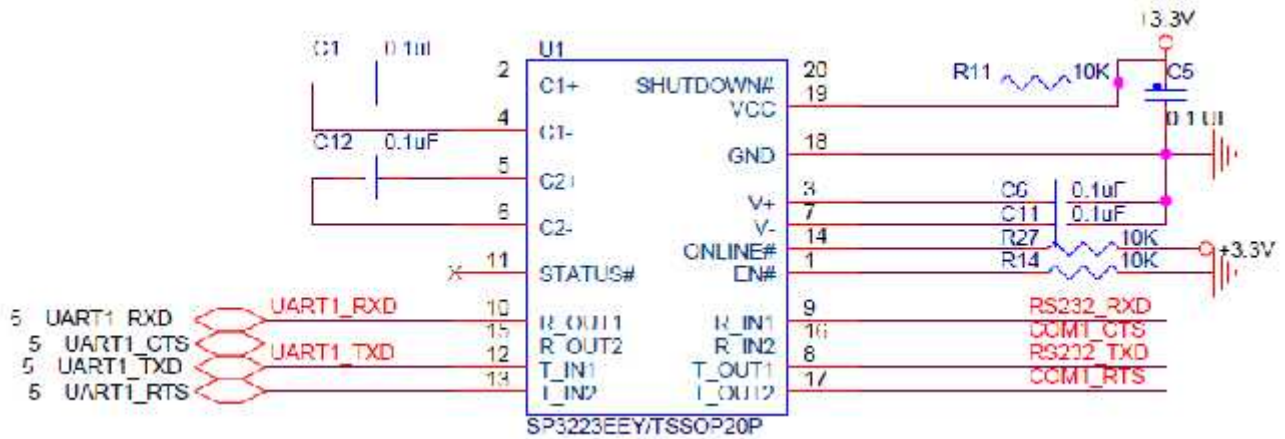 +3.3V
C1 0.1uF
U1
2 C1+ SHUTDOWN# 20 R11 10K C5
19
VCC
4 C1- 0.1uF
C12 0.1uF 18
GND
5 C2+
V+ 3 C6 0.1uF
6 C2- V- 7 C11 0.1uF
ONLINE# 14 R27 10K +3.3V
11 STATUS# EN# 1 R14 10K
5 UART1_RXD UART1_RXD 10 R_OUT1 R_IN1 9 RS232_RXD
5 UART1_CTS 15 R_OUT2 R_IN2 16 COM1_CTS
5 UART1_TXD UART1_TXD 12 T_IN1 T_OUT1 8 RS232_TXD
5 UART1_RTS 13 T_IN2 T_OUT2 17 COM1_RTS
SP3223EEY/TSSOP20P